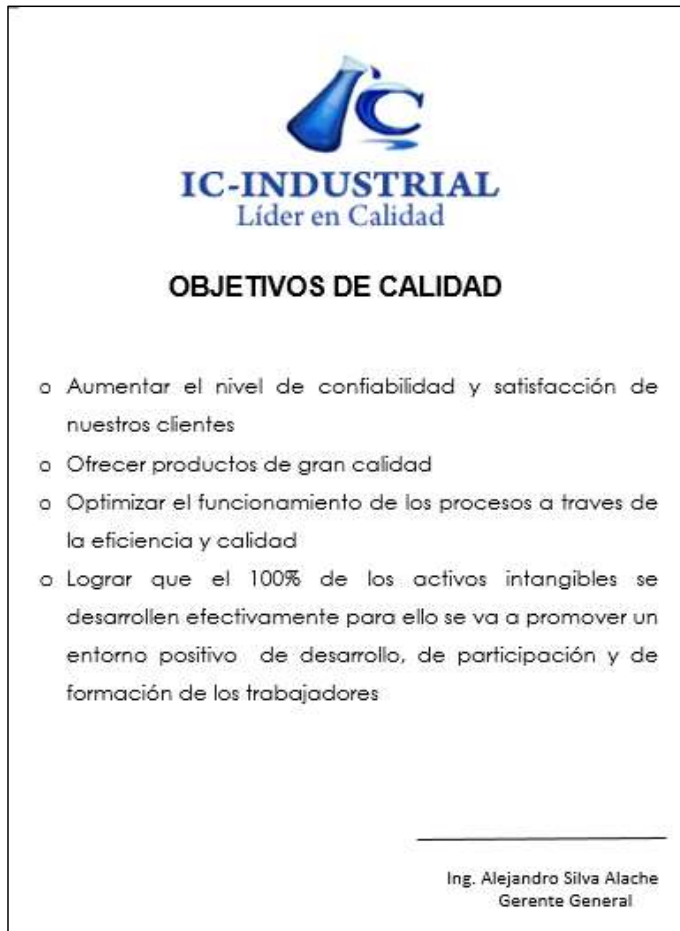 IC
IC-INDUSTRIAL
Líder en Calidad
OBJETIVOS DE CALIDAD
o Aumentar el nivel de confiabilidad y satisfacción de
nuestros clientes
o Ofrecer productos de gran calidad
o Optimizar el funcionamiento de los procesos a traves de
la eficiencia y calidad
o Lograr que el 100% de los activos intangibles se
desarrollen efectivamente para ello se va a promover un
entorno positivo de desarrollo, de participación y de
formación de los trabajadores
Ing. Alejandro Silva Alache
Gerente General